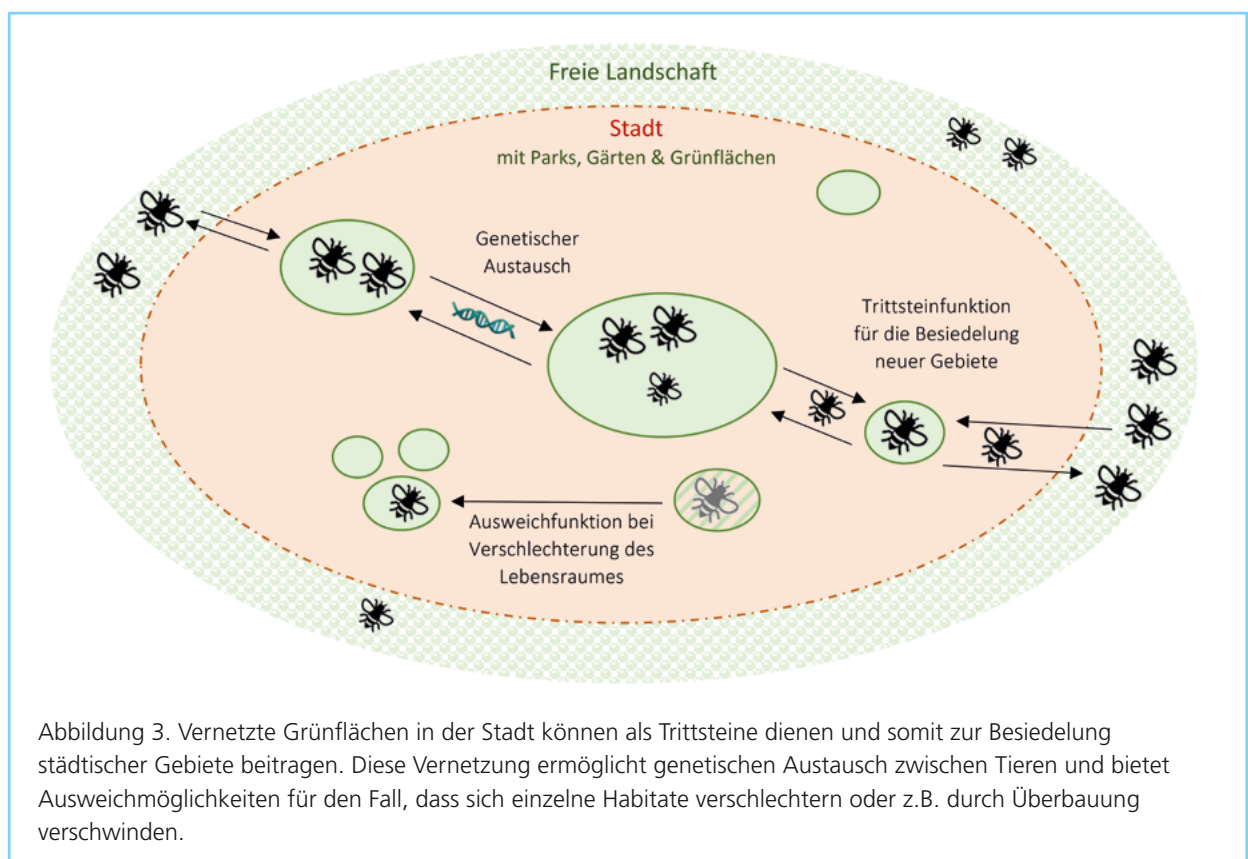 Freie Landschaft
Stadt
mit Parks, Gärten & Grünflächen
Genetischer
Austausch
Trittsteinfunktion
für die Besiedelung
neuer Gebiete
Ausweichfunktion bei
Verschlechterung des
Lebensraumes
Abbildung 3. Vernetzte Grünflächen in der Stadt können als Trittsteine dienen und somit zur Besiedelung
städtischer Gebiete beitragen. Diese Vernetzung ermöglicht genetischen Austausch zwischen Tieren und bietet
Ausweichmöglichkeiten für den Fall, dass sich einzelne Habitate verschlechtern oder z.B. durch Überbauung
verschwinden.